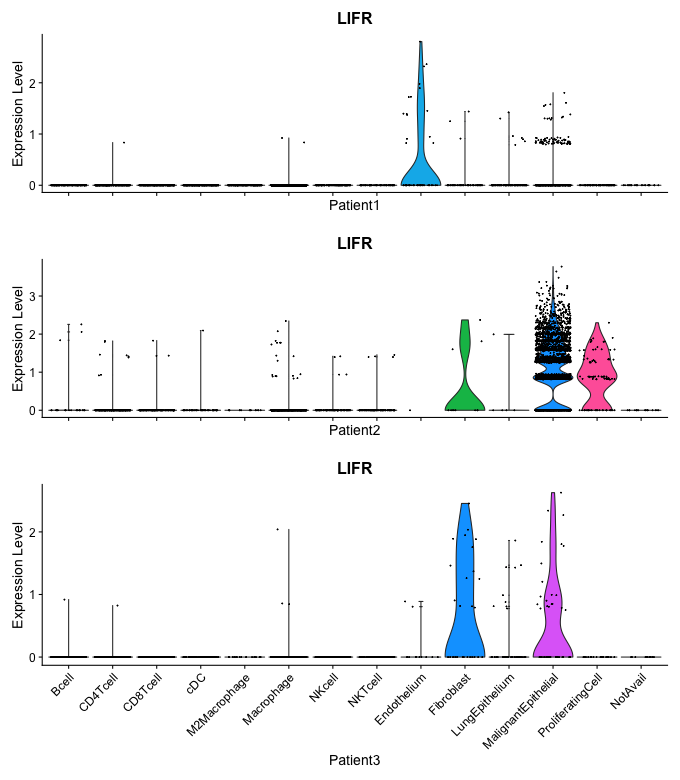 LIFR
Expression Level
2
1
0
Patient1
LIFR
Expression Level
3
2
1
0
Patient2
LIFR
Expression Level
2
1
0
Bcell
CD4Tcell
CD8Tcell
cDC
M2Macrophage
Macrophage
NKcell
NKTcell
Endothelium
Fibroblast
LungEpithelium
MalignantEpithelial
ProliferatingCell
NotAvail
Patient3